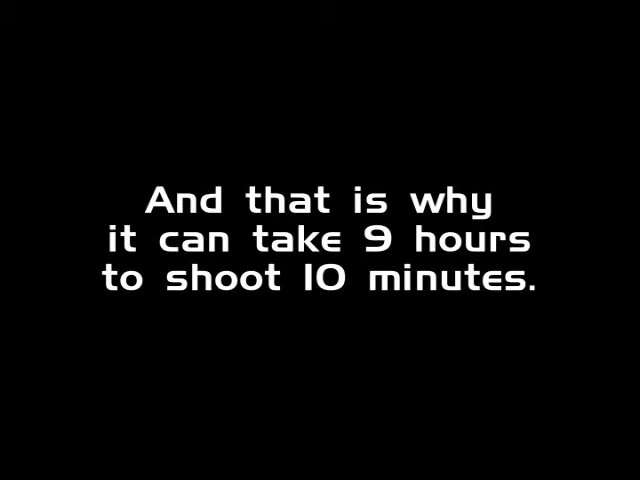 And that is why
it can take 9 hours
to shoot 10 minutes.